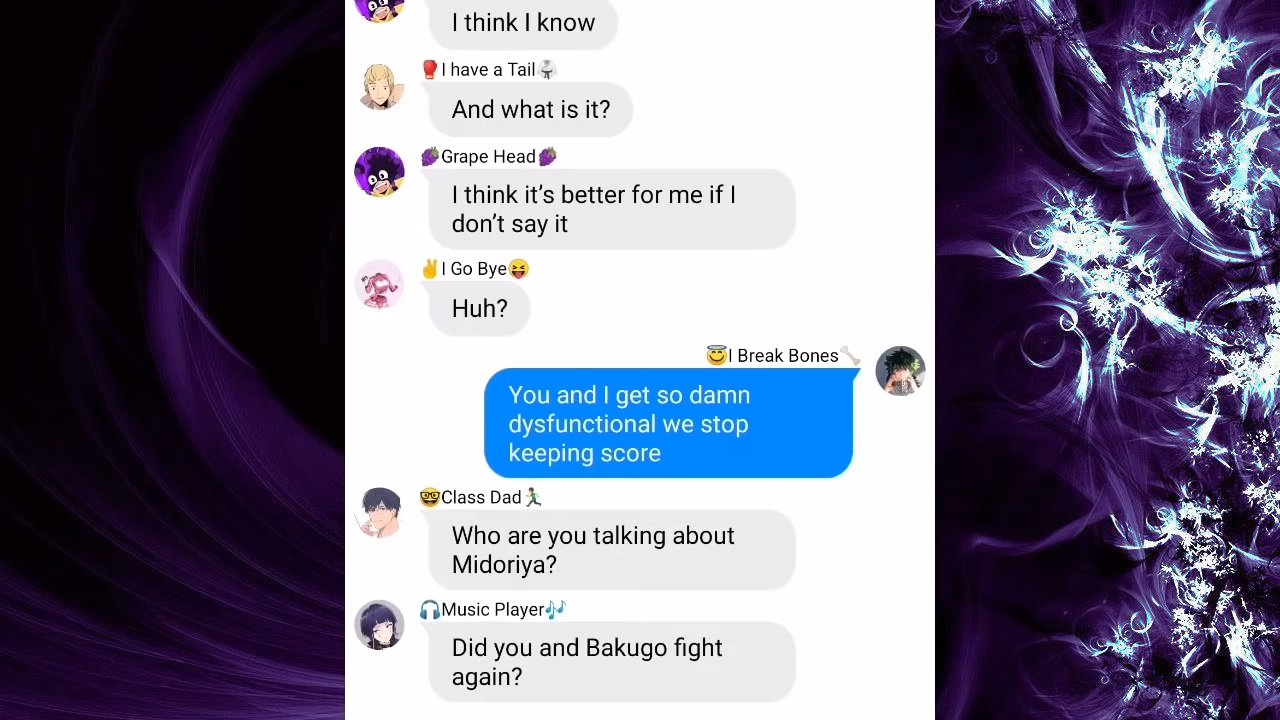 I think I know
🥊I have a Tail🥋
And what is it?
🍇Grape Head🍇
I think it’s better for me if I
don’t say it
✌️I Go Bye😝
Huh?
😇I Break Bones🦴
You and I get so damn
dysfunctional we stop
keeping score
🤓Class Dad🏃🏽‍♂️
Who are you talking about
Midoriya?
🎧Music Player🎶
Did you and Bakugo fight
again?